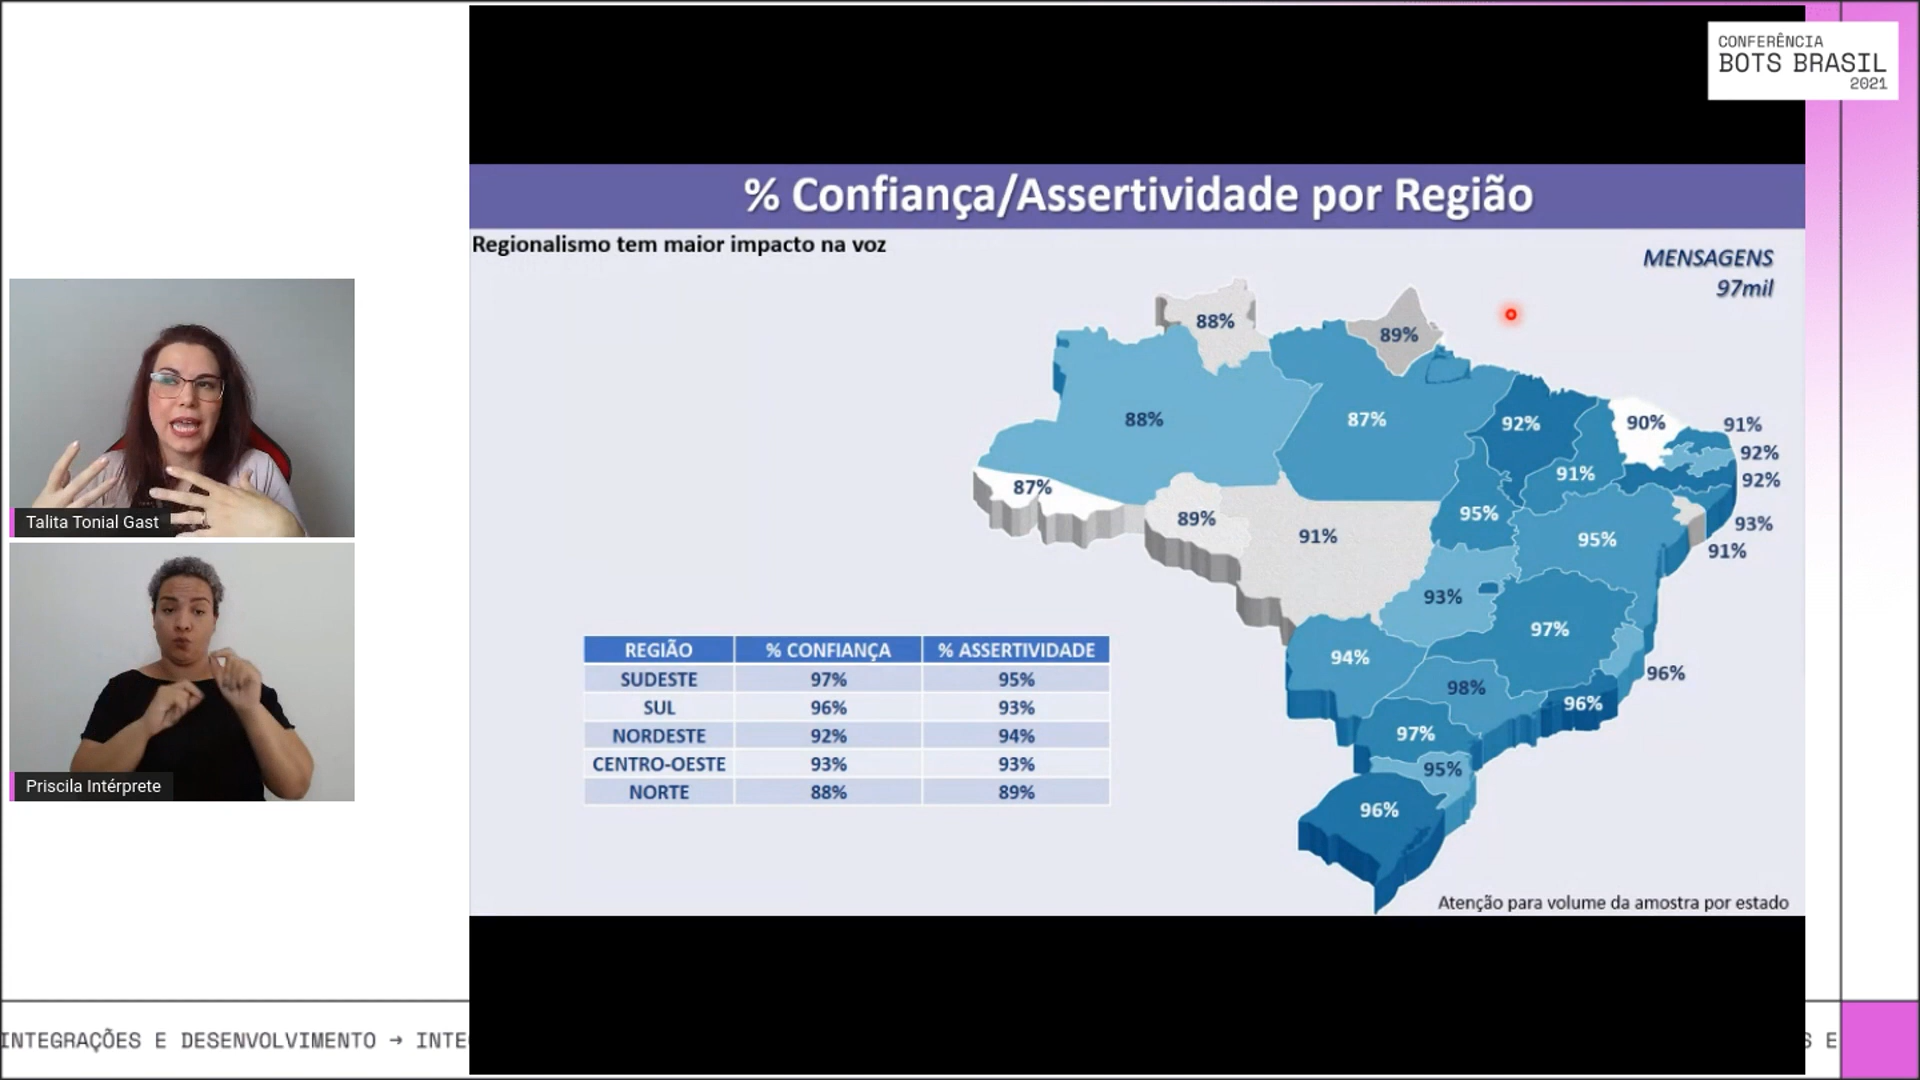 CONFERÊNCIA
BOTS BRASIL
2021
% Confiança/Assertividade por Região
Regionalismo tem maior impacto na voz
MENSAGENS
97mil
88%
89%
88%
87%
92%
90%
91%
92%
92%
87%
89%
91%
95%
91%
95%
93%
91%
93%
97%
94%
98%
96%
96%
97%
95%
96%
REGIÃO % CONFIANÇA % ASSERTIVIDADE
SUDESTE 97% 95%
SUL 96% 93%
NORDESTE 92% 94%
CENTRO-OESTE 93% 93%
NORTE 88% 89%
Atenção para volume da amostra por estado
Talita Tonial Gast
Priscila Intérprete
INTEGRAÇÕES E DESENVOLVIMENTO → INTE
S E